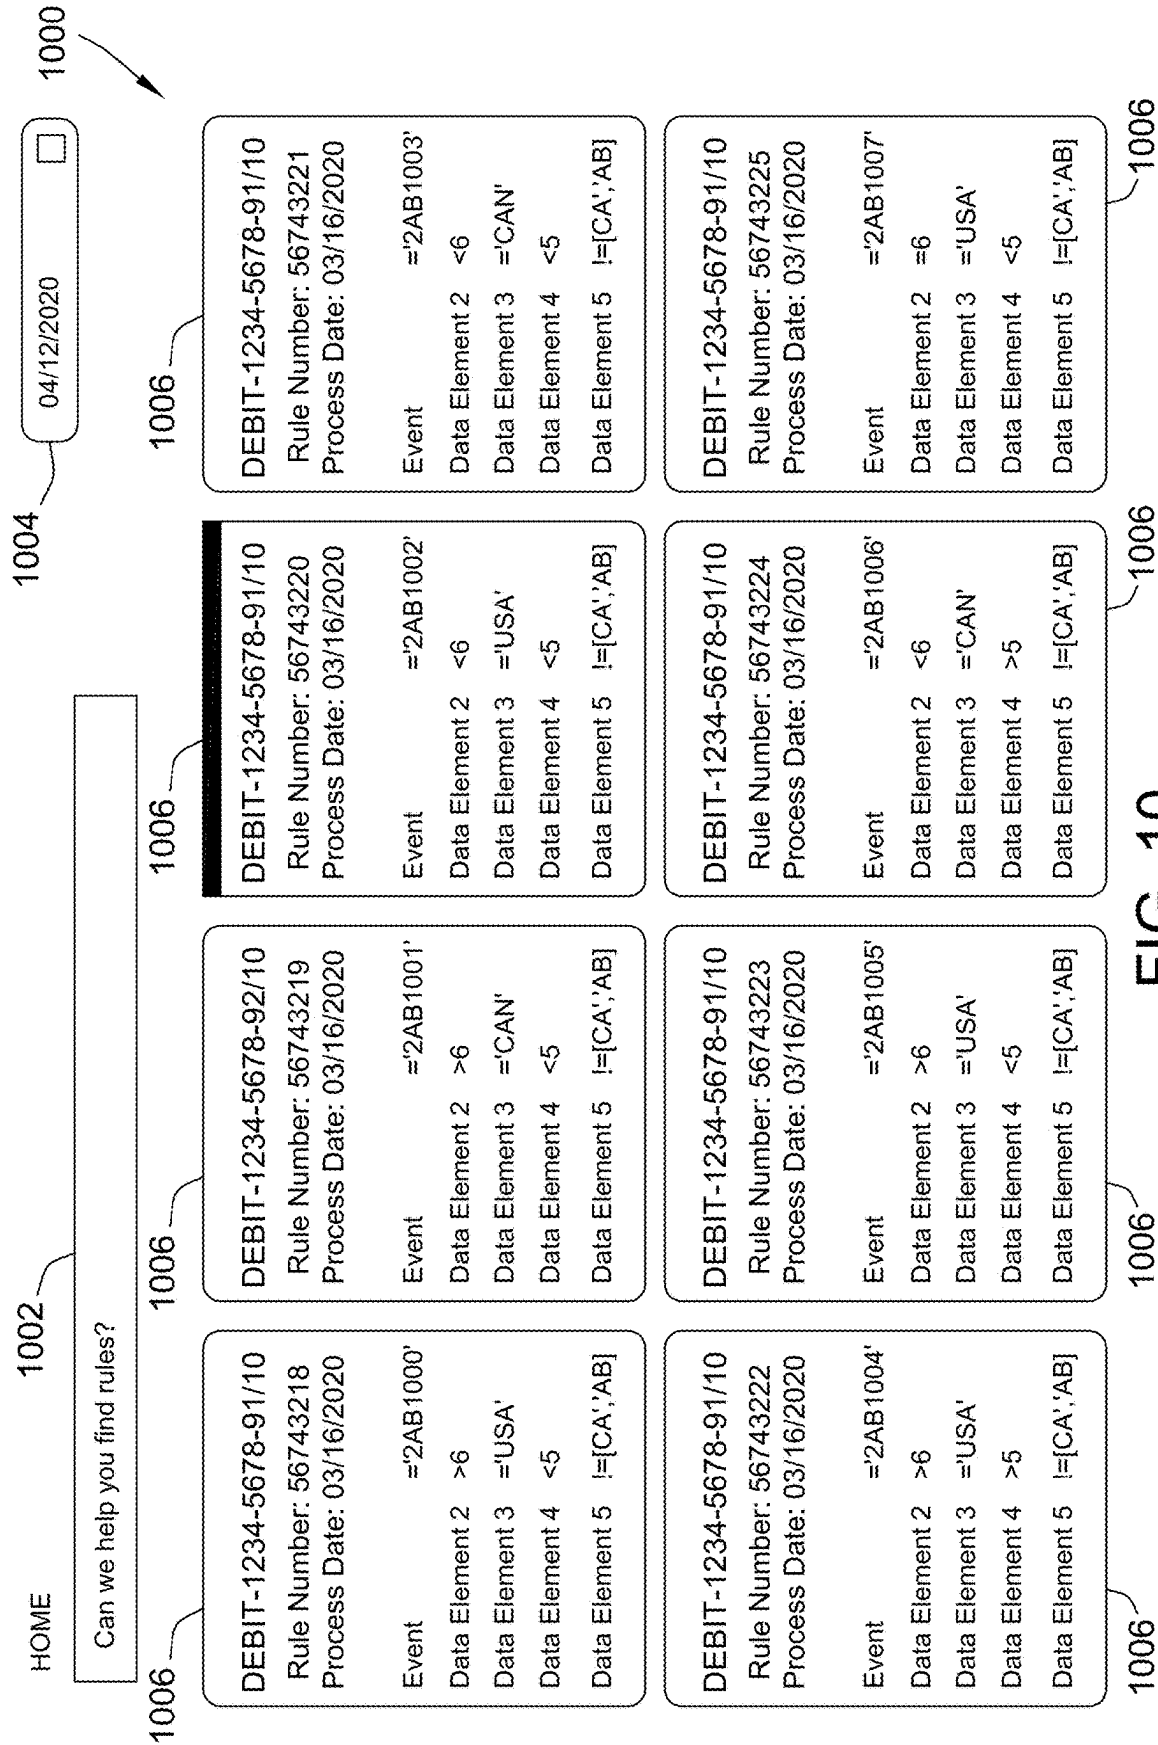 1000
1002
1004
HOME
04/12/2020
Can we help you find rules?
1006
DEBIT-1234-5678-91/10
Rule Number: 56743218
Process Date: 03/16/2020
Event ='2AB1000'
Data Element 2 >6
Data Element 3 ='USA'
Data Element 4 <5
Data Element 5 !=[CA','AB]
1006
DEBIT-1234-5678-92/10
Rule Number: 56743219
Process Date: 03/16/2020
Event ='2AB1001'
Data Element 2 >6
Data Element 3 ='CAN'
Data Element 4 <5
Data Element 5 !=[CA','AB]
1006
DEBIT-1234-5678-91/10
Rule Number: 56743220
Process Date: 03/16/2020
Event ='2AB1002'
Data Element 2 <6
Data Element 3 ='USA'
Data Element 4 <5
Data Element 5 !=[CA','AB]
1006
DEBIT-1234-5678-91/10
Rule Number: 56743221
Process Date: 03/16/2020
Event ='2AB1003'
Data Element 2 <6
Data Element 3 ='CAN'
Data Element 4 <5
Data Element 5 !=[CA','AB]
DEBIT-1234-5678-91/10
Rule Number: 56743222
Process Date: 03/16/2020
Event ='2AB1004'
Data Element 2 >6
Data Element 3 ='USA'
Data Element 4 >5
Data Element 5 !=[CA','AB]
1006
DEBIT-1234-5678-91/10
Rule Number: 56743223
Process Date: 03/16/2020
Event ='2AB1005'
Data Element 2 >6
Data Element 3 ='USA'
Data Element 4 <5
Data Element 5 !=[CA','AB]
1006
DEBIT-1234-5678-91/10
Rule Number: 56743224
Process Date: 03/16/2020
Event ='2AB1006'
Data Element 2 <6
Data Element 3 ='CAN'
Data Element 4 >5
Data Element 5 !=[CA','AB]
1006
DEBIT-1234-5678-91/10
Rule Number: 56743225
Process Date: 03/16/2020
Event ='2AB1007'
Data Element 2 =6
Data Element 3 ='USA'
Data Element 4 <5
Data Element 5 !=[CA','AB]
1006
FIG. 10